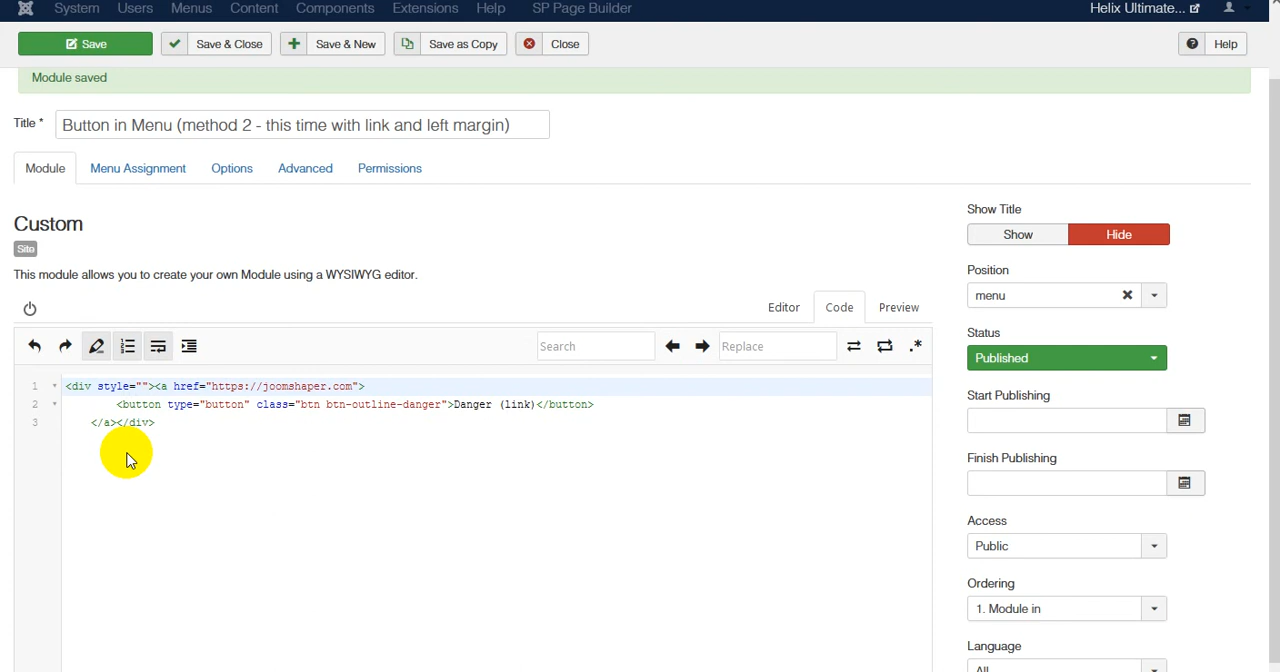 System Users Menus Content Components Extensions Help SP Page Builder Helix Ultimate...
Save Save & Close Save & New Save as Copy Close Help
Module saved
Title * Button in Menu (method 2 - this time with link and left margin)
Module Menu Assignment Options Advanced Permissions
Custom
Site
This module allows you to create your own Module using a WYSIWYG editor.
Editor Code Preview
Search Replace .*
1 <div style=""><a href="https://joomshaper.com">
2 <button type="button" class="btn btn-outline-danger">Danger (link)</button>
3 </a></div>
Show Title
Show Hide
Position
menu
Status
Published
Start Publishing
Finish Publishing
Access
Public
Ordering
1. Module in
Language
All